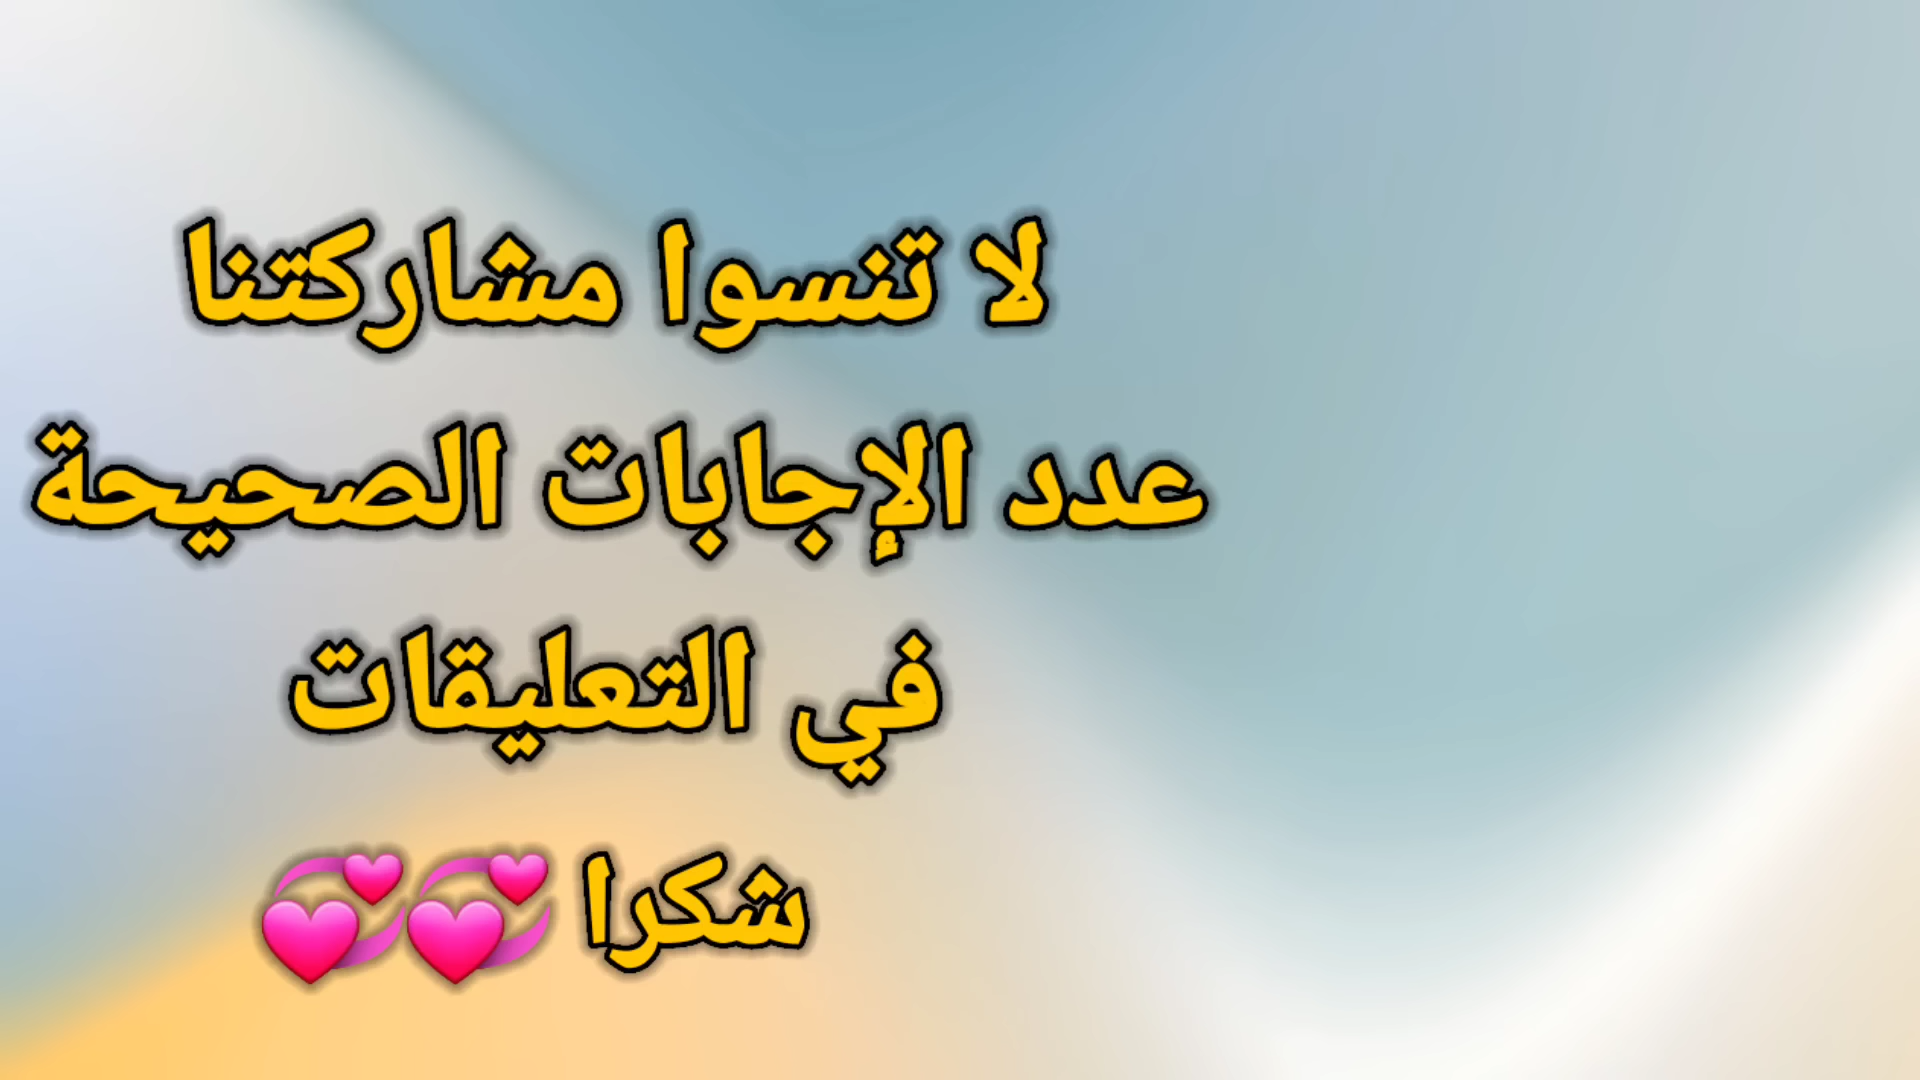 لا تنسوا مشاركتنا
عدد الإجابات الصحيحة
في التعليقات
شكرا 💞💞